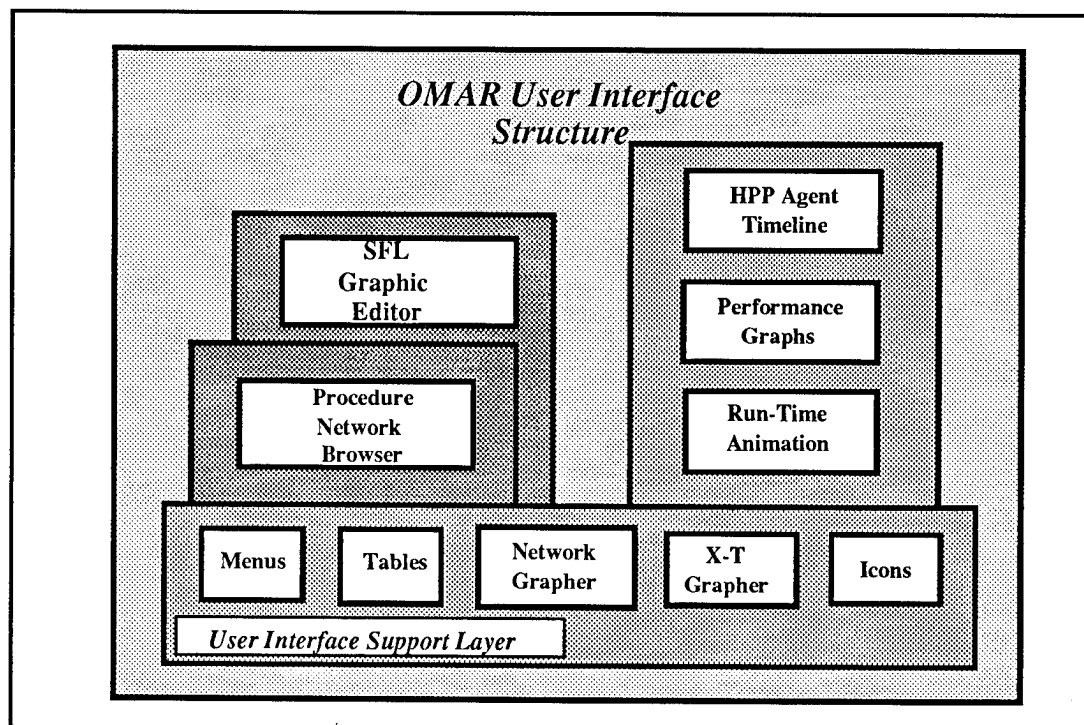 OMAR User Interface
Structure
HPP Agent
Timeline
SFL
Graphic
Editor
Performance
Graphs
Procedure
Network
Browser
Run-Time
Animation
Menus
Tables
Network
Grapher
X-T
Grapher
Icons
User Interface Support Layer